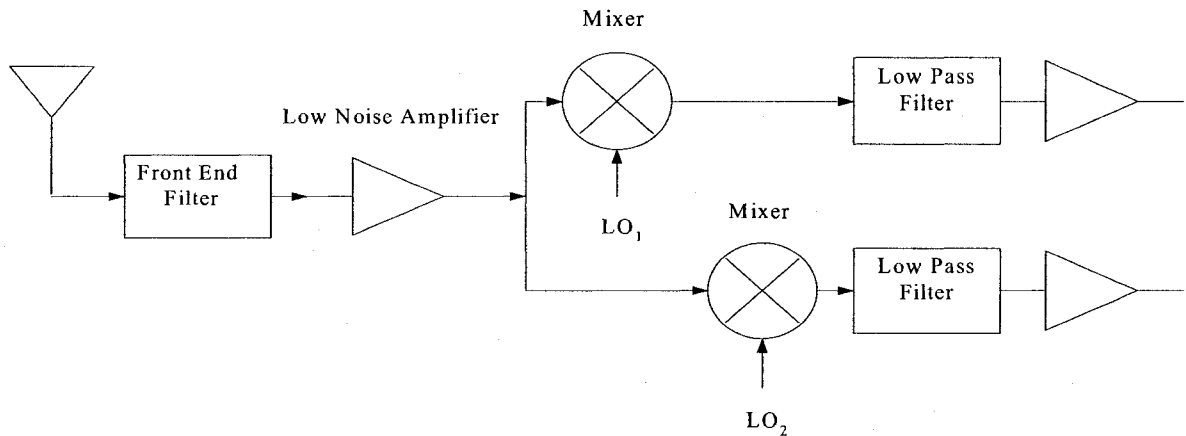 Mixer
Low Pass
Filter
Low Noise Amplifier
Front End
Filter
LO1
Mixer
Low Pass
Filter
LO2